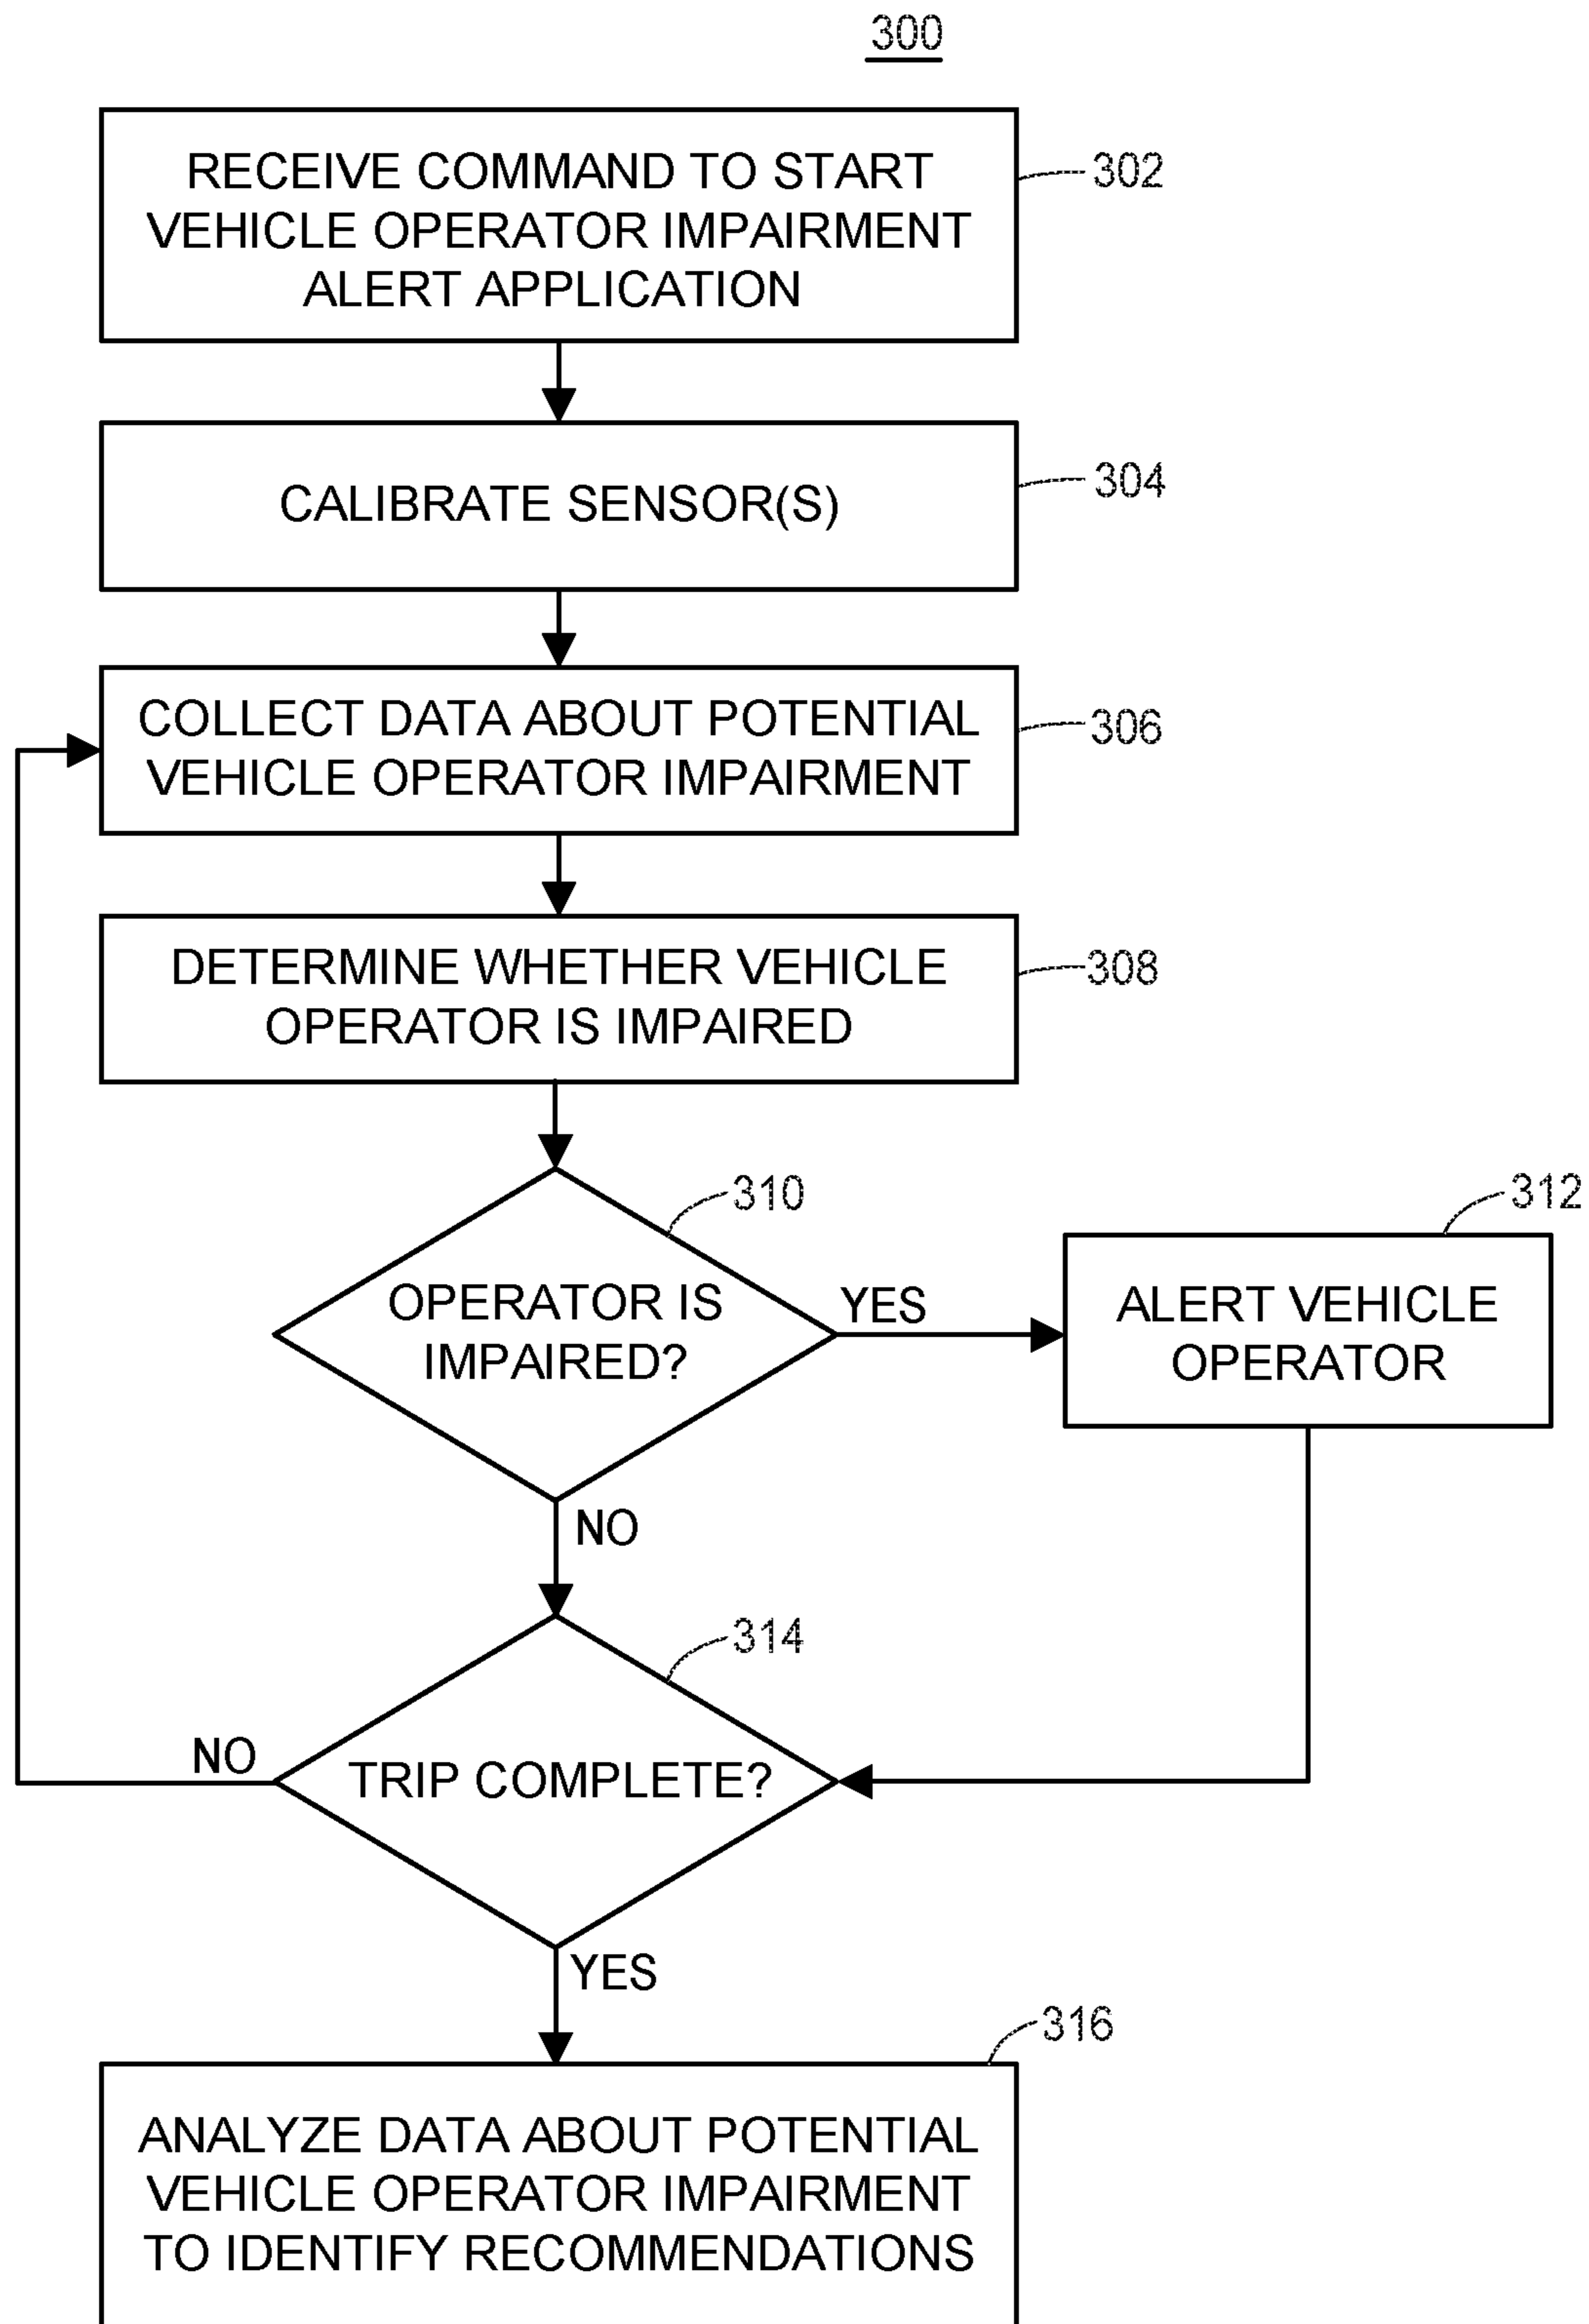 300
RECEIVE COMMAND TO START
VEHICLE OPERATOR IMPAIRMENT
ALERT APPLICATION
302
CALIBRATE SENSOR(S)
304
COLLECT DATA ABOUT POTENTIAL
VEHICLE OPERATOR IMPAIRMENT
306
DETERMINE WHETHER VEHICLE
OPERATOR IS IMPAIRED
308
310
OPERATOR IS
IMPAIRED?
YES
312
ALERT VEHICLE
OPERATOR
NO
314
TRIP COMPLETE?
NO
YES
316
ANALYZE DATA ABOUT POTENTIAL
VEHICLE OPERATOR IMPAIRMENT
TO IDENTIFY RECOMMENDATIONS